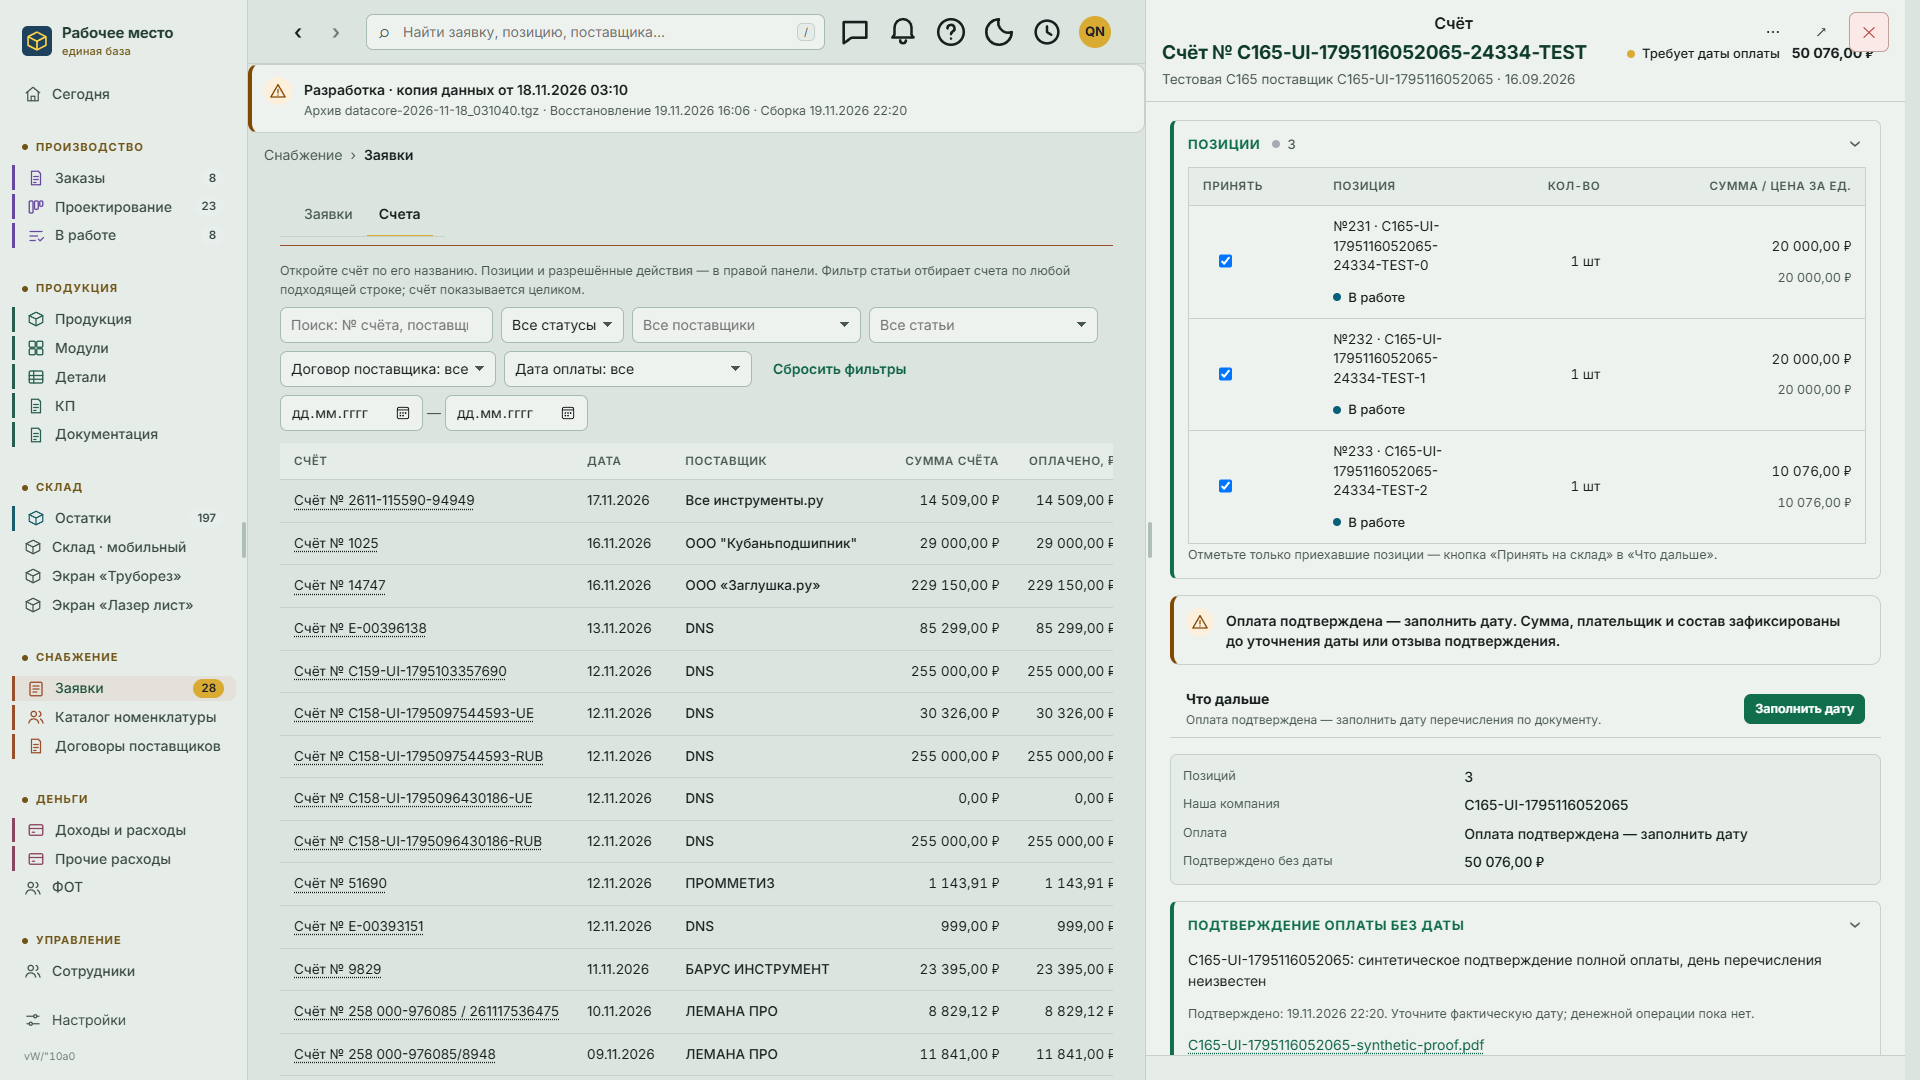 Рабочее место
единая база
Сегодня
ПРОИЗВОДСТВО
Заказы 8
Проектирование 23
В работе 8
ПРОДУКЦИЯ
Продукция
Модули
Детали
КП
Документация
СКЛАД
Остатки 197
Склад · мобильный
Экран «Труборез»
Экран «Лазер лист»
СНАБЖЕНИЕ
Заявки 28
Каталог номенклатуры
Договоры поставщиков
ДЕНЬГИ
Доходы и расходы
Прочие расходы
ФОТ
УПРАВЛЕНИЕ
Сотрудники
Настройки
vW/"10a0
Найти заявку, позицию, поставщика... /
QN
Разработка · копия данных от 18.11.2026 03:10
Архив datacore-2026-11-18_031040.tgz · Восстановление 19.11.2026 16:06 · Сборка 19.11.2026 22:20
Снабжение › Заявки
Заявки Счета
Откройте счёт по его названию. Позиции и разрешённые действия — в правой панели. Фильтр статьи отбирает счета по любой
подходящей строке; счёт показывается целиком.
Поиск: № счёта, поставщи Все статусы Все поставщики Все статьи
Договор поставщика: все Дата оплаты: все Сбросить фильтры
дд.мм.гггг — дд.мм.гггг
СЧЁТ ДАТА ПОСТАВЩИК СУММА СЧЁТА ОПЛАЧЕНО, ₽
Счёт № 2611-115590-94949 17.11.2026 Все инструменты.ру 14 509,00 ₽ 14 509,00 ₽
Счёт № 1025 16.11.2026 ООО "Кубаньподшипник" 29 000,00 ₽ 29 000,00 ₽
Счёт № 14747 16.11.2026 ООО «Заглушка.ру» 229 150,00 ₽ 229 150,00 ₽
Счёт № E-00396138 13.11.2026 DNS 85 299,00 ₽ 85 299,00 ₽
Счёт № C159-UI-1795103357690 12.11.2026 DNS 255 000,00 ₽ 255 000,00 ₽
Счёт № C158-UI-1795097544593-UE 12.11.2026 DNS 30 326,00 ₽ 30 326,00 ₽
Счёт № C158-UI-1795097544593-RUB 12.11.2026 DNS 255 000,00 ₽ 255 000,00 ₽
Счёт № C158-UI-1795096430186-UE 12.11.2026 DNS 0,00 ₽ 0,00 ₽
Счёт № C158-UI-1795096430186-RUB 12.11.2026 DNS 255 000,00 ₽ 255 000,00 ₽
Счёт № 51690 12.11.2026 ПРОММЕТИЗ 1 143,91 ₽ 1 143,91 ₽
Счёт № E-00393151 12.11.2026 DNS 999,00 ₽ 999,00 ₽
Счёт № 9829 11.11.2026 БАРУС ИНСТРУМЕНТ 23 395,00 ₽ 23 395,00 ₽
Счёт № 258 000-976085 / 261117536475 10.11.2026 ЛЕМАНА ПРО 8 829,12 ₽ 8 829,12 ₽
Счёт № 258 000-976085/8948 09.11.2026 ЛЕМАНА ПРО 11 841,00 ₽ 11 841,00 ₽
Счёт
Счёт № C165-UI-1795116052065-24334-TEST Требует даты оплаты 50 076,00 ₽
Тестовая C165 поставщик C165-UI-1795116052065 · 16.09.2026
ПОЗИЦИИ 3
ПРИНЯТЬ ПОЗИЦИЯ КОЛ-ВО СУММА / ЦЕНА ЗА ЕД.
№231 · C165-UI-
1795116052065-
24334-TEST-0
В работе
1 шт
20 000,00 ₽
20 000,00 ₽
№232 · C165-UI-
1795116052065-
24334-TEST-1
В работе
1 шт
20 000,00 ₽
20 000,00 ₽
№233 · C165-UI-
1795116052065-
24334-TEST-2
В работе
1 шт
10 076,00 ₽
10 076,00 ₽
Отметьте только приехавшие позиции — кнопка «Принять на склад» в «Что дальше».
Оплата подтверждена — заполнить дату. Сумма, плательщик и состав зафиксированы
до уточнения даты или отзыва подтверждения.
Что дальше
Оплата подтверждена — заполнить дату перечисления по документу.
Заполнить дату
Позиций 3
Наша компания C165-UI-1795116052065
Оплата Оплата подтверждена — заполнить дату
Подтверждено без даты 50 076,00 ₽
ПОДТВЕРЖДЕНИЕ ОПЛАТЫ БЕЗ ДАТЫ
C165-UI-1795116052065: синтетическое подтверждение полной оплаты, день перечисления
неизвестен
Подтверждено: 19.11.2026 22:20. Уточните фактическую дату; денежной операции пока нет.
C165-UI-1795116052065-synthetic-proof.pdf